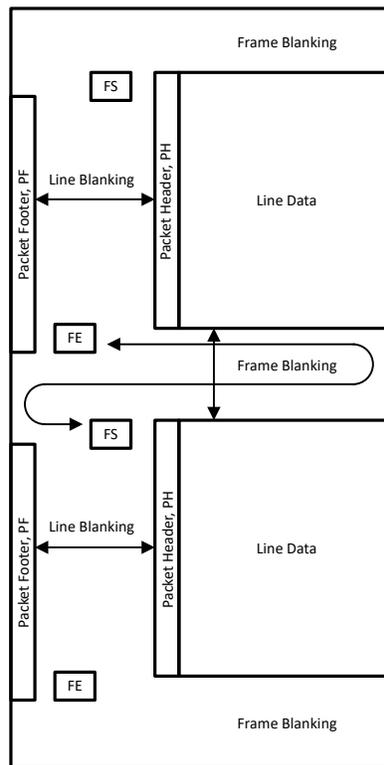 Frame Blanking
FS
Packet Footer, PF
Line Blanking
Packet Header, PH
Line Data
FE
Frame Blanking
FS
Packet Footer, PF
Line Blanking
Packet Header, PH
Line Data
FE
Frame Blanking